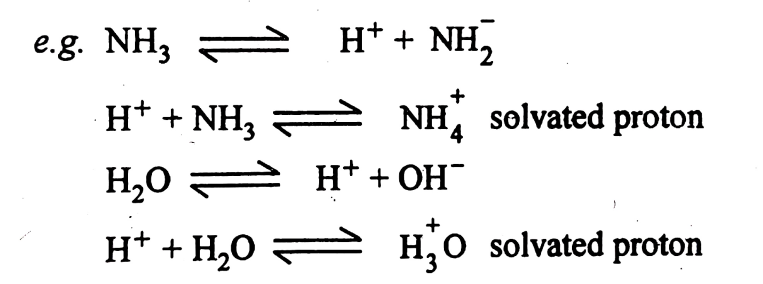 e.g. NH₃ ⇌ H⁺ + NH₂⁻
H⁺ + NH₃ ⇌ NH₄⁺ solvated proton
H₂O ⇌ H⁺ + OH⁻
H⁺ + H₂O ⇌ H₃⁺O solvated proton